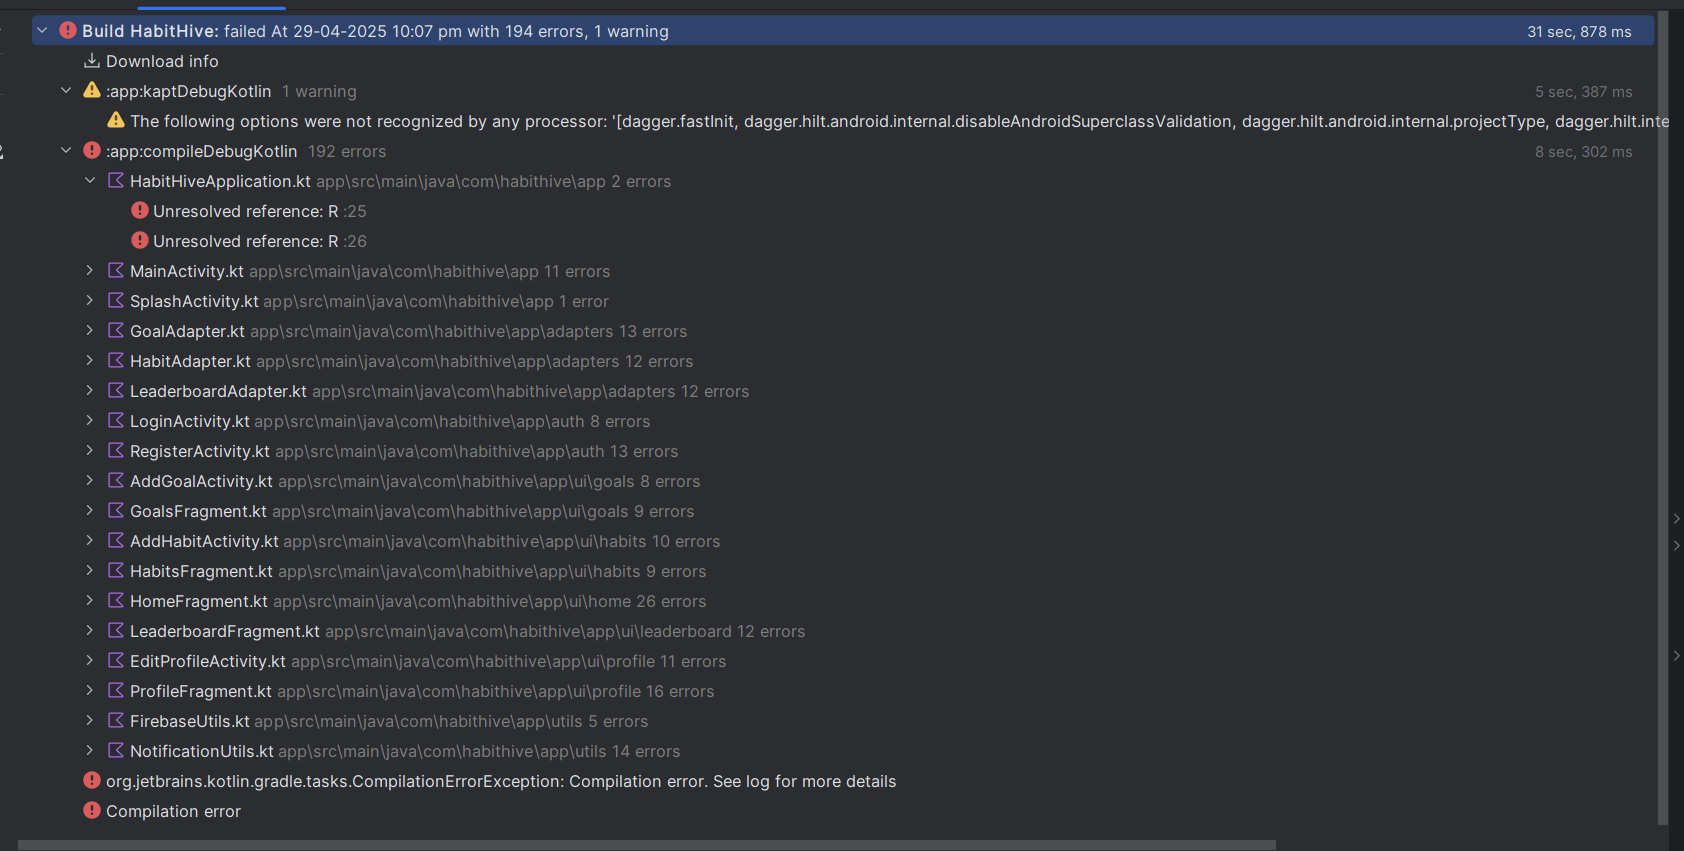 Build HabitHive: failed At 29-04-2025 10:07 pm with 194 errors, 1 warning 31 sec, 878 ms
Download info
:app:kaptDebugKotlin 1 warning 5 sec, 387 ms
The following options were not recognized by any processor: '[dagger.fastInit, dagger.hilt.android.internal.disableAndroidSuperclassValidation, dagger.hilt.android.internal.projectType, dagger.hilt.inte
:app:compileDebugKotlin 192 errors 8 sec, 302 ms
HabitHiveApplication.kt app\src\main\java\com\habithive\app 2 errors
Unresolved reference: R :25
Unresolved reference: R :26
MainActivity.kt app\src\main\java\com\habithive\app 11 errors
SplashActivity.kt app\src\main\java\com\habithive\app 1 error
GoalAdapter.kt app\src\main\java\com\habithive\app\adapters 13 errors
HabitAdapter.kt app\src\main\java\com\habithive\app\adapters 12 errors
LeaderboardAdapter.kt app\src\main\java\com\habithive\app\adapters 12 errors
LoginActivity.kt app\src\main\java\com\habithive\app\auth 8 errors
RegisterActivity.kt app\src\main\java\com\habithive\app\auth 13 errors
AddGoalActivity.kt app\src\main\java\com\habithive\app\ui\goals 8 errors
GoalsFragment.kt app\src\main\java\com\habithive\app\ui\goals 9 errors
AddHabitActivity.kt app\src\main\java\com\habithive\app\ui\habits 10 errors
HabitsFragment.kt app\src\main\java\com\habithive\app\ui\habits 9 errors
HomeFragment.kt app\src\main\java\com\habithive\app\ui\home 26 errors
LeaderboardFragment.kt app\src\main\java\com\habithive\app\ui\leaderboard 12 errors
EditProfileActivity.kt app\src\main\java\com\habithive\app\ui\profile 11 errors
ProfileFragment.kt app\src\main\java\com\habithive\app\ui\profile 16 errors
FirebaseUtils.kt app\src\main\java\com\habithive\app\utils 5 errors
NotificationUtils.kt app\src\main\java\com\habithive\app\utils 14 errors
org.jetbrains.kotlin.gradle.tasks.CompilationErrorException: Compilation error. See log for more details
Compilation error